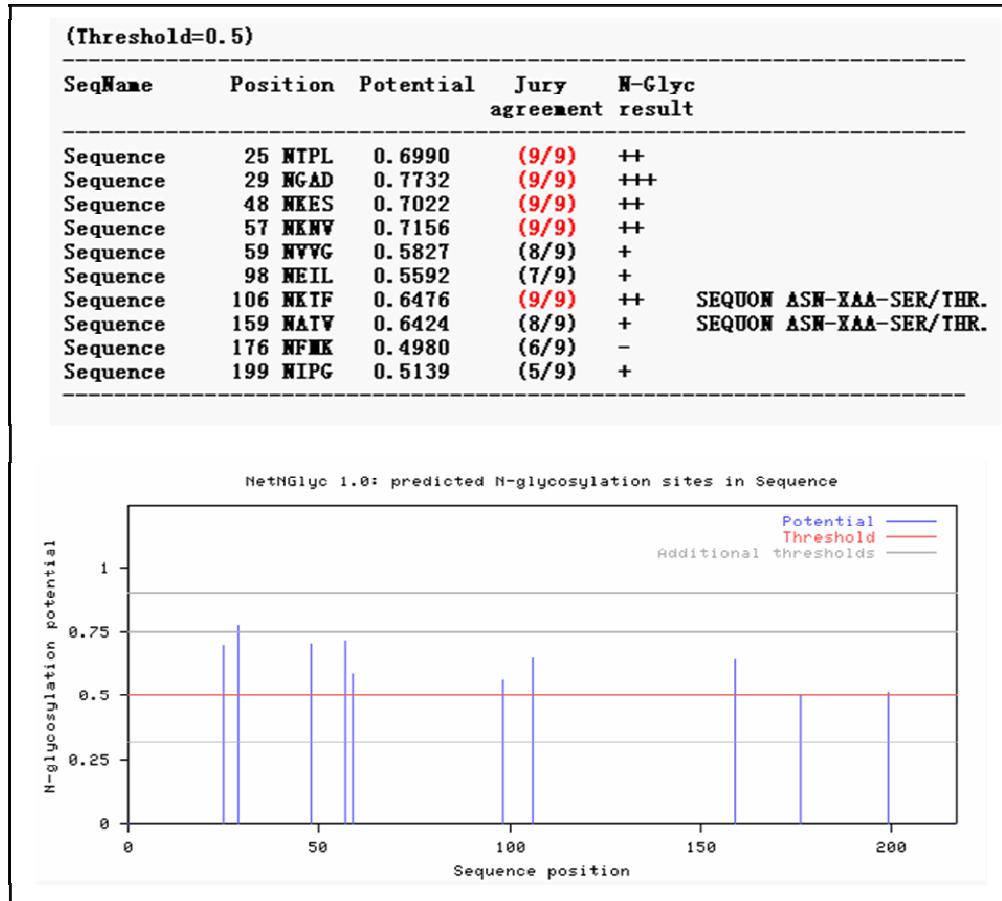 (Threshold=0.5)
SeqName Position Potential Jury N-Glyc
agreement result
Sequence 25 NTPL 0.6990 (9/9) ++
Sequence 29 NGAD 0.7732 (9/9) +++
Sequence 48 NKES 0.7022 (9/9) ++
Sequence 57 NKNV 0.7156 (9/9) ++
Sequence 59 NVVG 0.5827 (8/9) +
Sequence 98 NEIL 0.5592 (7/9) +
Sequence 106 NKTF 0.6476 (9/9) ++ SEQUON ASN-XAA-SER/THR.
Sequence 159 NATV 0.6424 (8/9) + SEQUON ASN-XAA-SER/THR.
Sequence 176 NFNK 0.4980 (6/9) -
Sequence 199 NIPG 0.5139 (5/9) +
NetNGlyc 1.0: predicted N-glycosylation sites in Sequence
Potential
Threshold
Additional thresholds
N-glycosylation potential
1
0.75
0.5
0.25
0
0 50 100 150 200
Sequence position